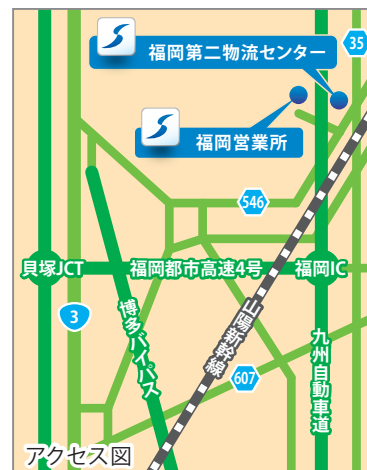 福岡第二物流センター
35
福岡営業所
546
貝塚JCT
福岡都市高速4号
福岡IC
3
博多バイパス
山陽新幹線
九州自動車道
607
アクセス図